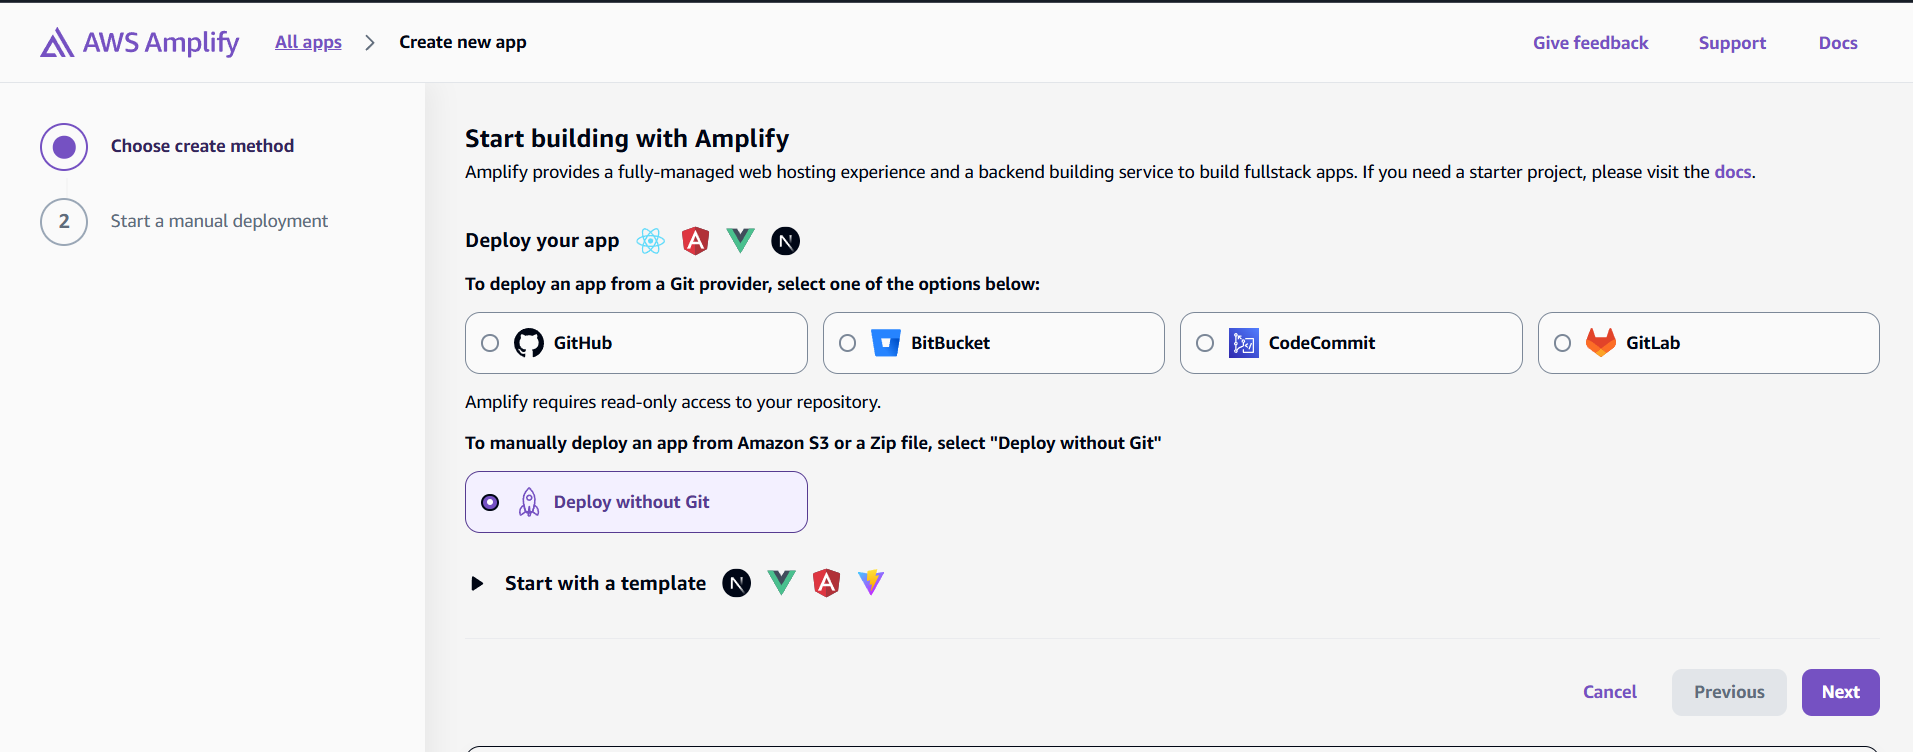 AWS Amplify
All apps
Create new app
Give feedback
Support
Docs
Choose create method
2
Start a manual deployment
Start building with Amplify
Amplify provides a fully-managed web hosting experience and a backend building service to build fullstack apps. If you need a starter project, please visit the docs.
Deploy your app
To deploy an app from a Git provider, select one of the options below:
GitHub
BitBucket
CodeCommit
GitLab
Amplify requires read-only access to your repository.
To manually deploy an app from Amazon S3 or a Zip file, select "Deploy without Git"
Deploy without Git
Start with a template
Cancel
Previous
Next